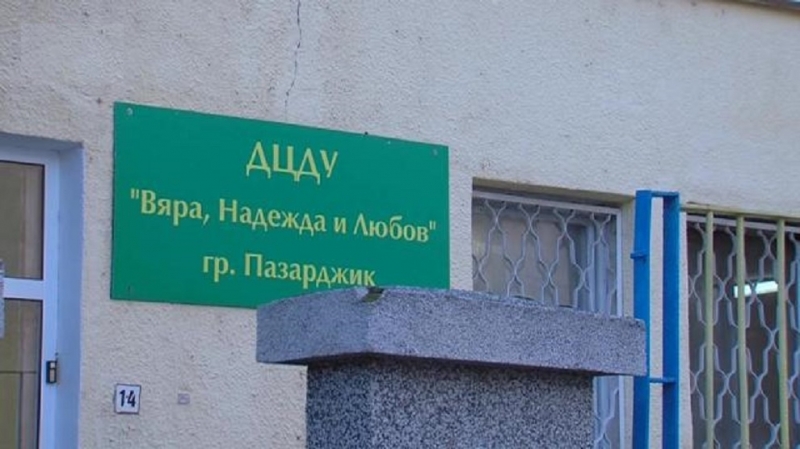 ДЦДУ
"Вяра, Надежда и Любов"
гр. Пазарджик
14